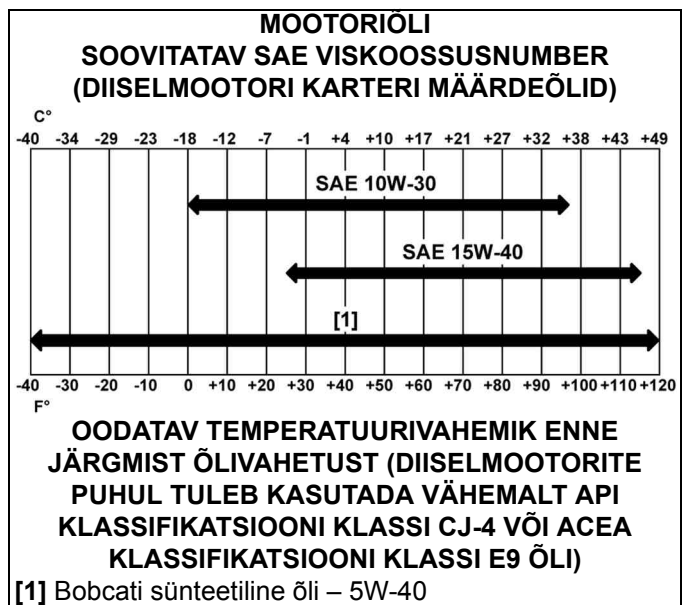 MOOTORIÕLI
SOOVITATAV SAE VISKOOSSUSNUMBER
(DIISELMOOTORI KARTERI MÄÄRDEÕLID)
C°
-40 -34 -29 -23 -18 -12 -7 -1 +4 +10 +17 +21 +27 +32 +38 +43 +49
SAE 10W-30
SAE 15W-40
[1]
-40 -30 -20 -10 0 +10 +20 +30 +40 +50 +60 +70 +80 +90 +100 +110 +120
F°
OODATAV TEMPERATUURIVAHEMIK ENNE
JÄRGMIST ÕLIVAHETUST (DIISELMOOTORITE
PUHUL TULEB KASUTADA VÄHEMALT API
KLASSIFIKATSIOONI KLASSI CJ-4 VÕI ACEA
KLASSIFIKATSIOONI KLASSI E9 ÕLI)
[1] Bobcati sünteetiline õli – 5W-40